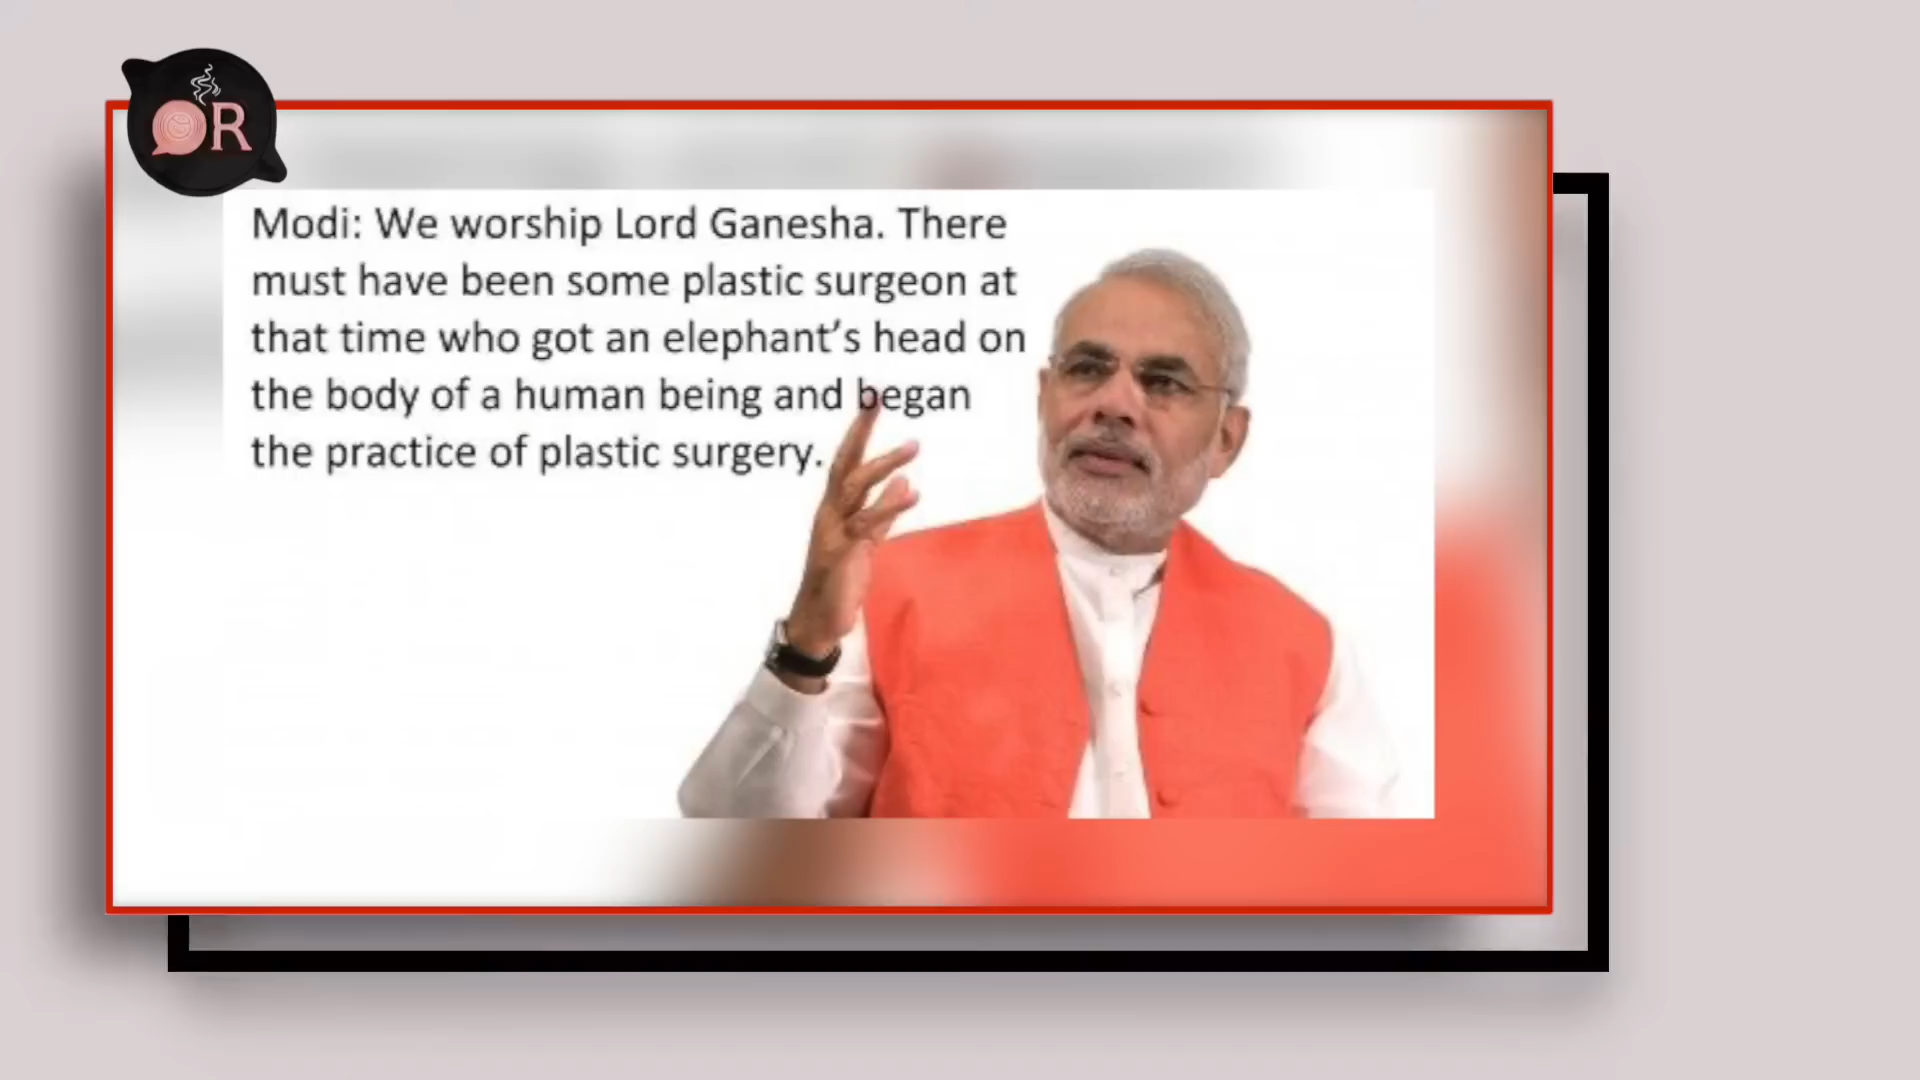 OR
Modi: We worship Lord Ganesha. There
must have been some plastic surgeon at
that time who got an elephant’s head on
the body of a human being and began
the practice of plastic surgery.